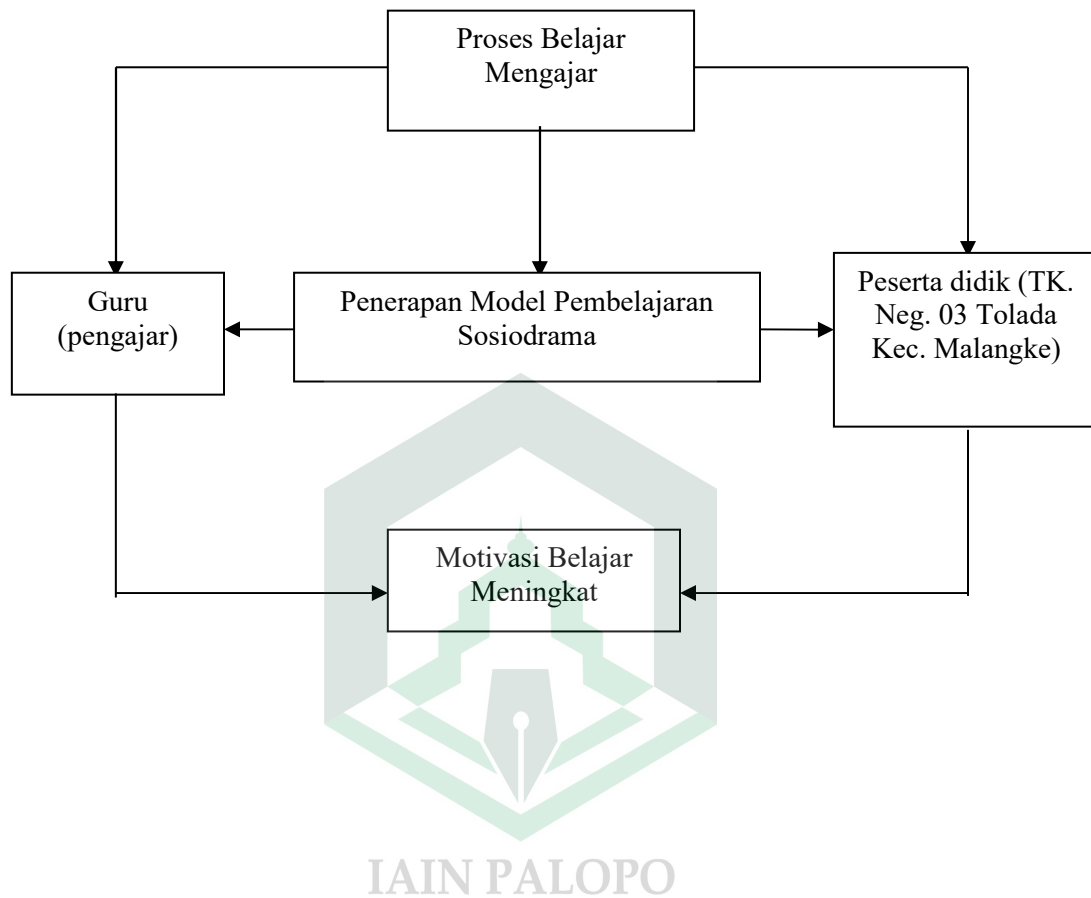 Proses Belajar
Mengajar
Guru
(pengajar)
Penerapan Model Pembelajaran
Sosiodrama
Peserta didik (TK.
Neg. 03 Tolada
Kec. Malangke)
Motivasi Belajar
Meningkat
IAIN PALOPO